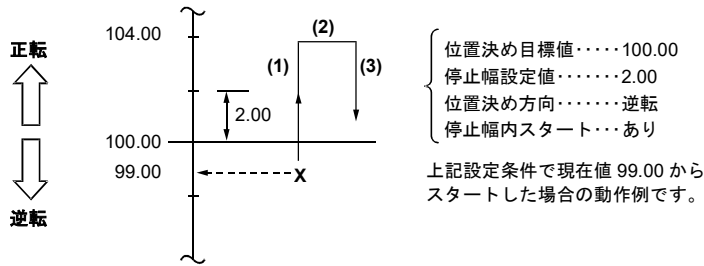 正転
逆転
104.00
100.00
99.00
2.00
(1)
(2)
(3)
X
位置決め目標値・・・・・100.00
停止幅設定値・・・・・2.00
位置決め方向・・・・・・・逆転
停止幅内スタート・・・あり
上記設定条件で現在値 99.00 から
スタートした場合の動作例です。